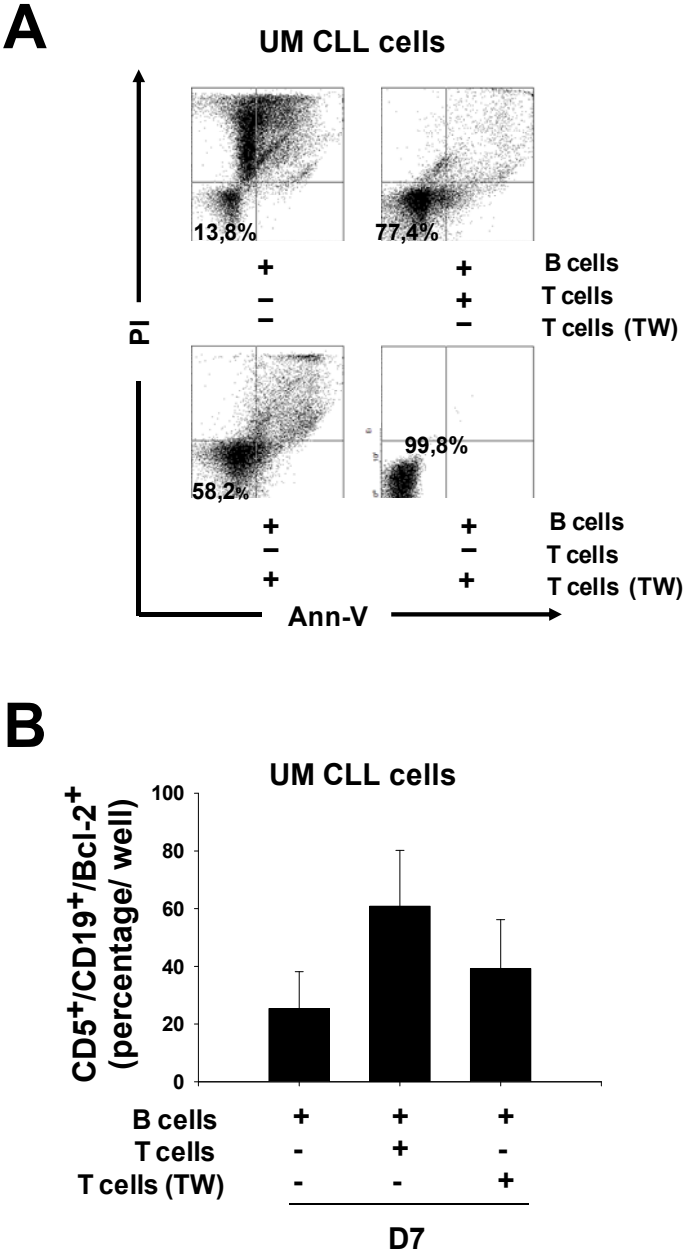 A
UM CLL cells
PI
13,8%
77,4%
+ + B cells
– + T cells
– – T cells (TW)
58,2%
99,8%
+ + B cells
– – T cells
+ + T cells (TW)
Ann-V
B
UM CLL cells
CD5+/CD19+/Bcl-2+
(percentage/ well)
100
80
60
40
20
0
B cells + + +
T cells - + -
T cells (TW) - - +
D7